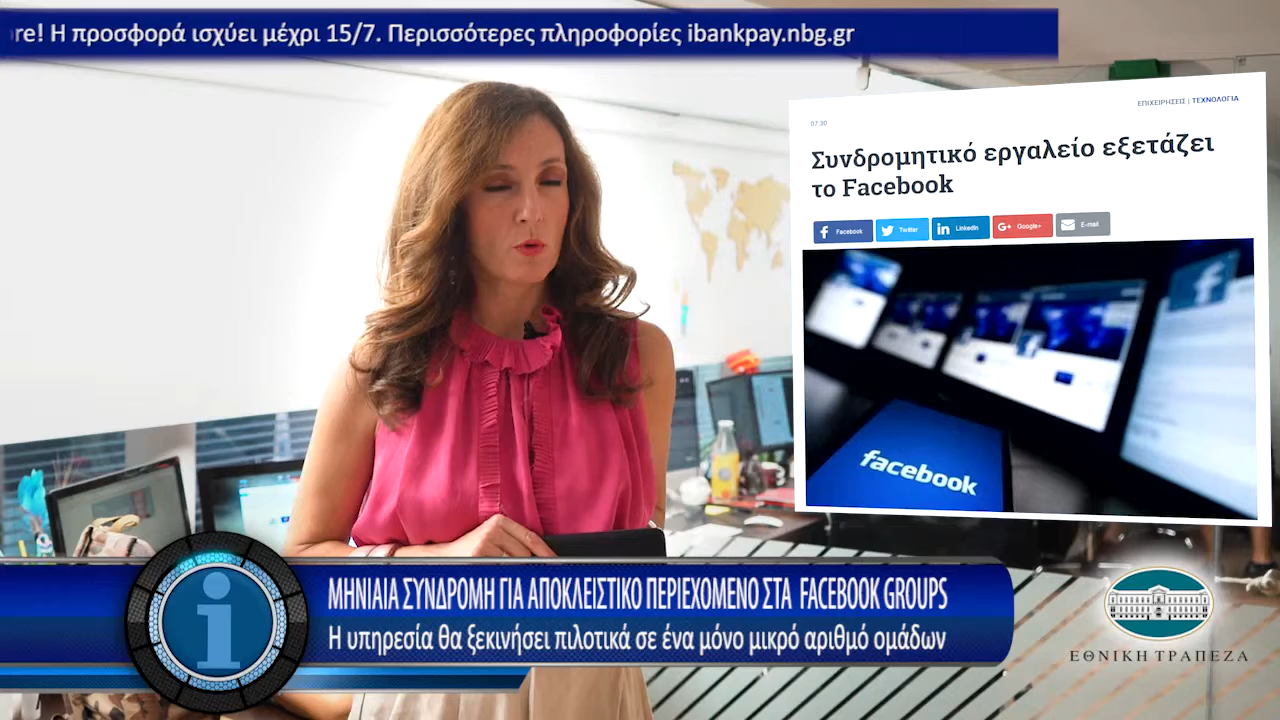 re! Η προσφορά ισχύει μέχρι 15/7. Περισσότερες πληροφορίες ibankpay.nbg.gr
ΕΠΙΧΕΙΡΗΣΕΙΣ | ΤΕΧΝΟΛΟΓΙΑ
07:30
Συνδρομητικό εργαλείο εξετάζει
το Facebook
Facebook Twitter LinkedIn Google+ E-mail
facebook
ΜΗΝΙΑΙΑ ΣΥΝΔΡΟΜΗ ΓΙΑ ΑΠΟΚΛΕΙΣΤΙΚΟ ΠΕΡΙΕΧΟΜΕΝΟ ΣΤΑ FACEBOOK GROUPS
Η υπηρεσία θα ξεκινήσει πιλοτικά σε ένα μόνο μικρό αριθμό ομάδων
ΕΘΝΙΚΗ ΤΡΑΠΕΖΑ